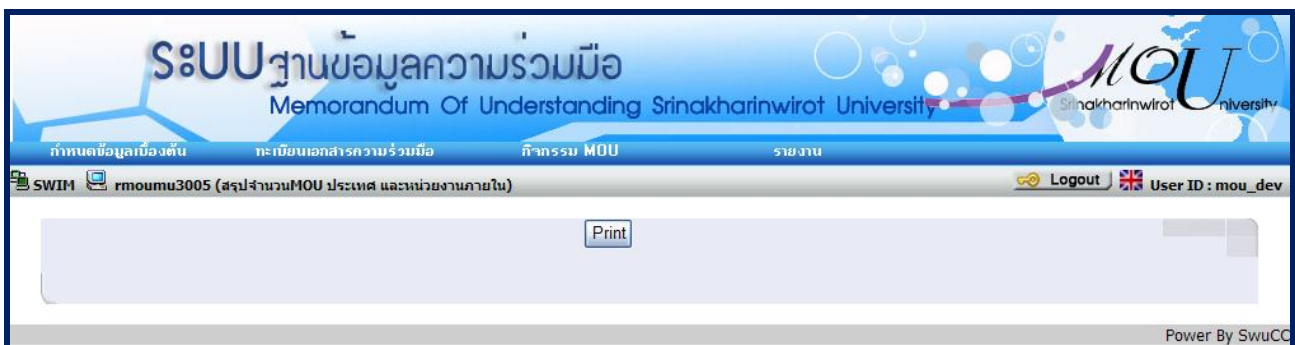 ระบบฐานข้อมูลความร่วมมือ
Memorandum Of Understanding Srinakharinwirot University
MOU
Srinakharinwirot University
กำหนดข้อมูลเบื้องต้น ทะเบียนเอกสารความร่วมมือ กิจกรรม MOU รายงาน
SWIM rmoumu3005 (สรุปจำนวนMOU ประเทศ และหน่วยงานภายใน) Logout User ID : mou_dev
Print
Power By SwuCC